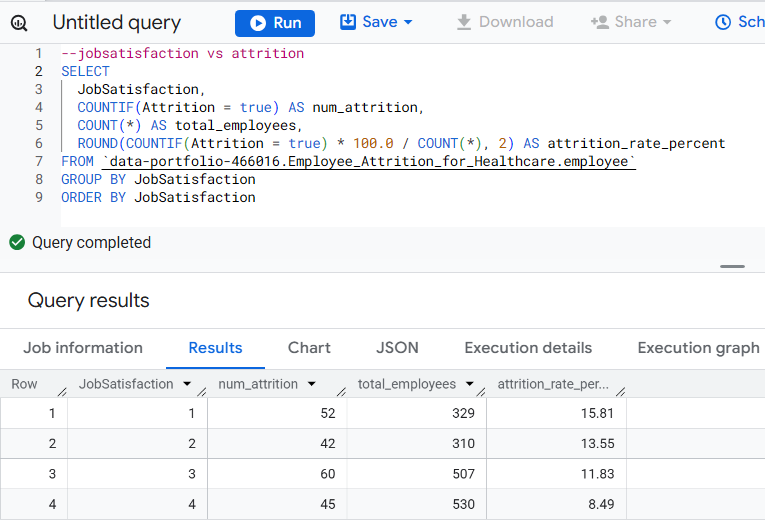 Untitled query Run Save Download Share Sch
1 --jobsatisfaction vs attrition
2 SELECT
3 JobSatisfaction,
4 COUNTIF(Attrition = true) AS num_attrition,
5 COUNT(*) AS total_employees,
6 ROUND(COUNTIF(Attrition = true) * 100.0 / COUNT(*), 2) AS attrition_rate_percent
7 FROM `data-portfolio-466016.Employee_Attrition_for_Healthcare.employee`
8 GROUP BY JobSatisfaction
9 ORDER BY JobSatisfaction
Query completed
Query results
Job information Results Chart JSON Execution details Execution graph
Row JobSatisfaction num_attrition total_employees attrition_rate_per...
1 1 52 329 15.81
2 2 42 310 13.55
3 3 60 507 11.83
4 4 45 530 8.49